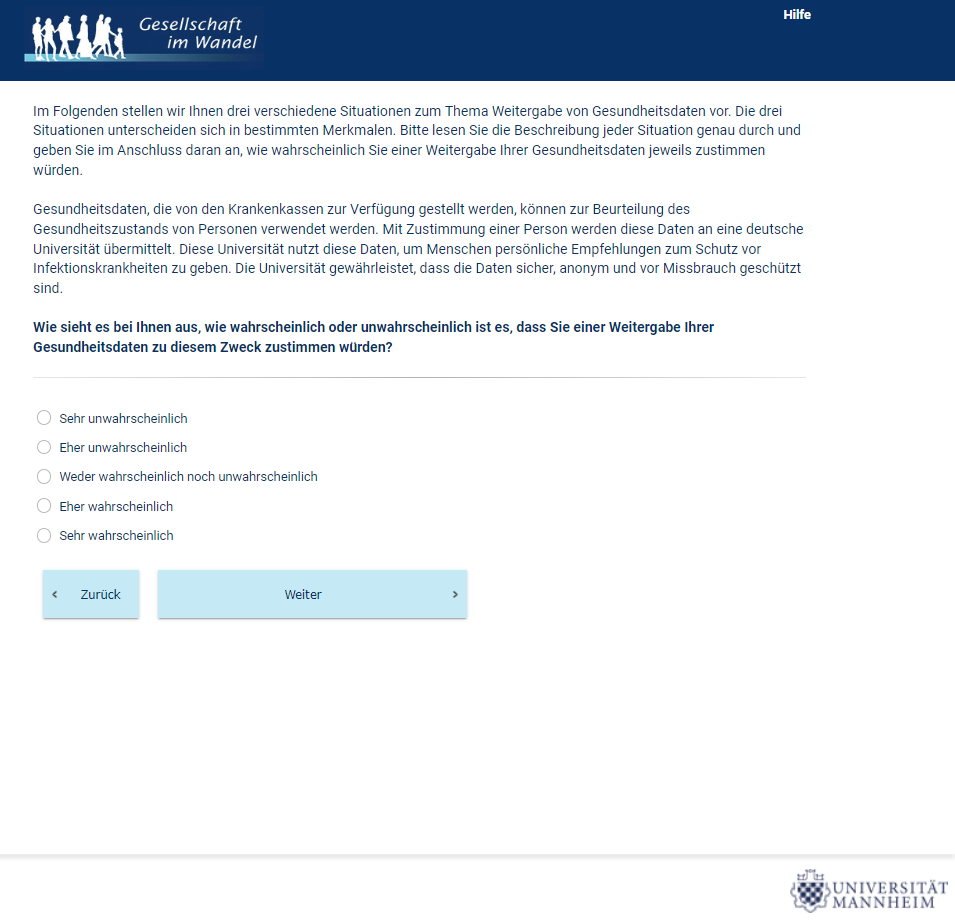 Gesellschaft
im Wandel
Hilfe
Im Folgenden stellen wir Ihnen drei verschiedene Situationen zum Thema Weitergabe von Gesundheitsdaten vor. Die drei
Situationen unterscheiden sich in bestimmten Merkmalen. Bitte lesen Sie die Beschreibung jeder Situation genau durch und
geben Sie im Anschluss daran an, wie wahrscheinlich Sie einer Weitergabe Ihrer Gesundheitsdaten jeweils zustimmen
würden.
Gesundheitsdaten, die von den Krankenkassen zur Verfügung gestellt werden, können zur Beurteilung des
Gesundheitszustands von Personen verwendet werden. Mit Zustimmung einer Person werden diese Daten an eine deutsche
Universität übermittelt. Diese Universität nutzt diese Daten, um Menschen persönliche Empfehlungen zum Schutz vor
Infektionskrankheiten zu geben. Die Universität gewährleistet, dass die Daten sicher, anonym und vor Missbrauch geschützt
sind.
Wie sieht es bei Ihnen aus, wie wahrscheinlich oder unwahrscheinlich ist es, dass Sie einer Weitergabe Ihrer
Gesundheitsdaten zu diesem Zweck zustimmen würden?
Sehr unwahrscheinlich
Eher unwahrscheinlich
Weder wahrscheinlich noch unwahrscheinlich
Eher wahrscheinlich
Sehr wahrscheinlich
‹ Zurück
Weiter ›
UNIVERSITÄT
MANNHEIM